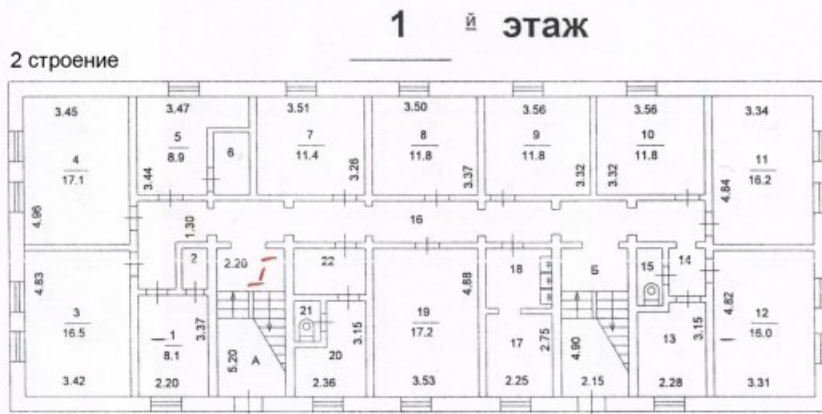 1 й этаж
2 строение
3.45 3.47 3.51 3.50 3.56 3.56 3.34
4 17.1 5 8.9 6 7 11.4 8 11.8 9 11.8 10 11.8 11 16.2
4.96 3.44 3.26 3.37 3.32 3.32 4.84
1.30 16
4.83 2 2.20 22 4.88 18 Б 15 14 4.82
3 16.5 1 8.1 3.37 5.20 А 21 20 3.15 19 17.2 17 2.75 4.90 13 3.15 12 16.0
3.42 2.20 2.36 3.53 2.25 2.15 2.28 3.31